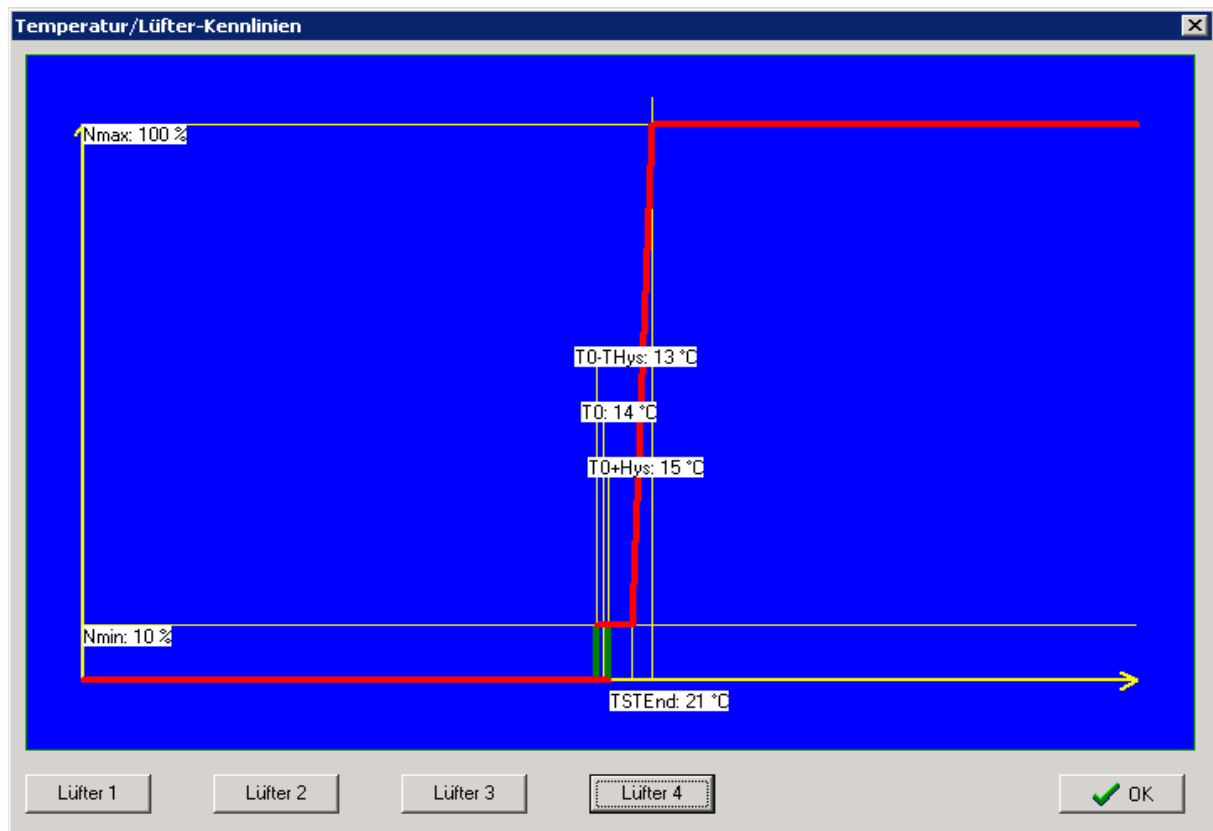 Temperatur/Lüfter-Kennlinien
Nmax: 100 %
T0-THys: 13 °C
T0: 14 °C
T0+Hys: 15 °C
Nmin: 10 %
TSTEnd: 21 °C
Lüfter 1
Lüfter 2
Lüfter 3
Lüfter 4
OK